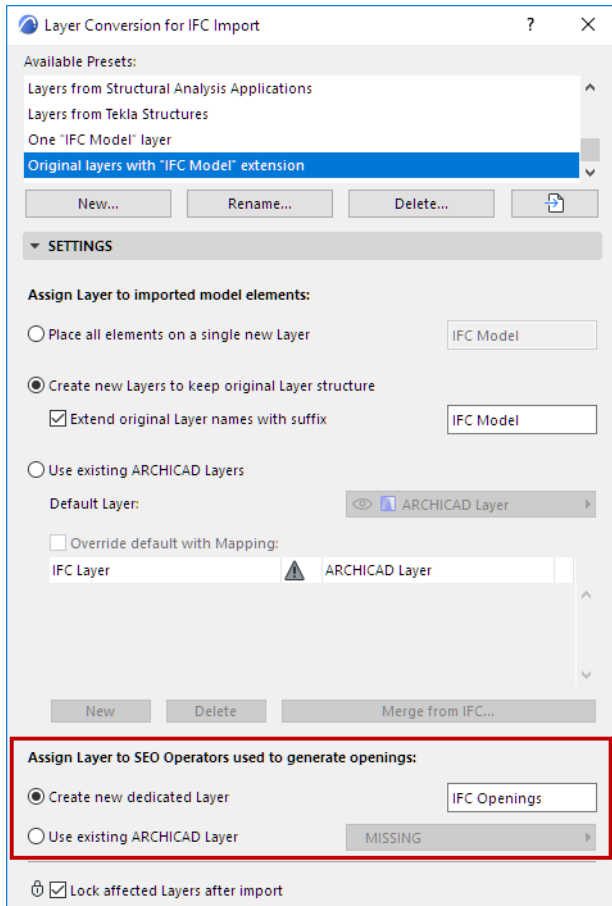 Layer Conversion for IFC Import ?
Available Presets:
Layers from Structural Analysis Applications
Layers from Tekla Structures
One "IFC Model" layer
Original layers with "IFC Model" extension
New... Rename... Delete...
SETTINGS
Assign Layer to imported model elements:
Place all elements on a single new Layer IFC Model
Create new Layers to keep original Layer structure
Extend original Layer names with suffix IFC Model
Use existing ARCHICAD Layers
Default Layer: ARCHICAD Layer
Override default with Mapping:
IFC Layer ARCHICAD Layer
New Delete Merge from IFC...
Assign Layer to SEO Operators used to generate openings:
Create new dedicated Layer IFC Openings
Use existing ARCHICAD Layer MISSING
Lock affected Layers after import